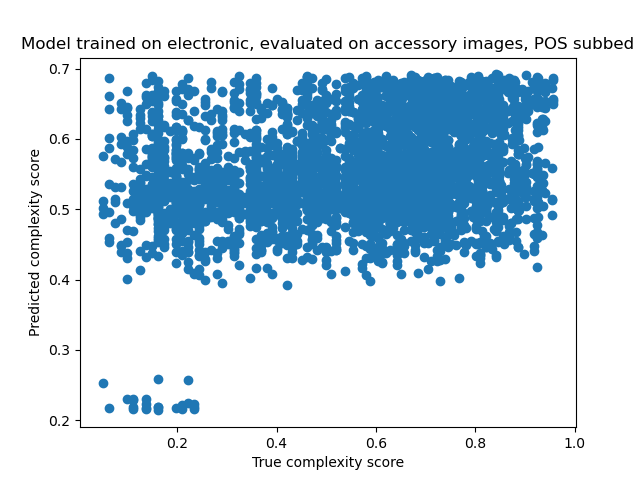 Model trained on electronic, evaluated on accessory images, POS subbed
0.7
0.6
0.5
0.4
0.3
0.2
Predicted complexity score
0.2 0.4 0.6 0.8 1.0
True complexity score